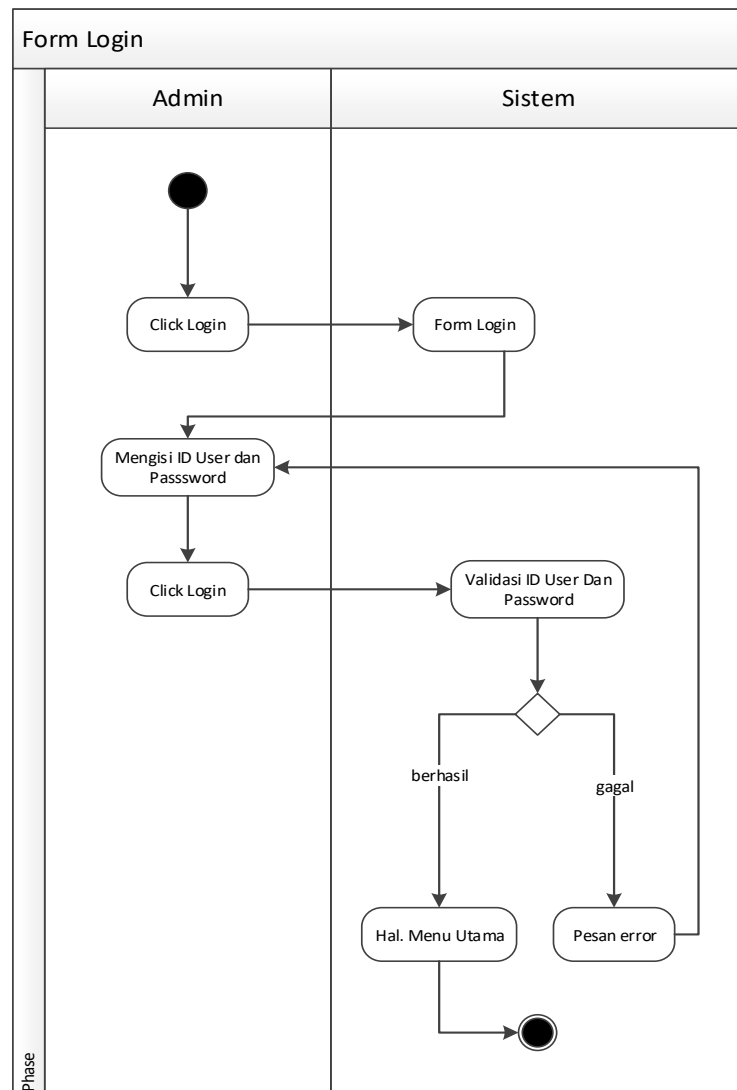 Form Login
Admin
Sistem
Click Login
Form Login
Mengisi ID User dan
Passsword
Click Login
Validasi ID User Dan
Password
berhasil
gagal
Hal. Menu Utama
Pesan error
Phase